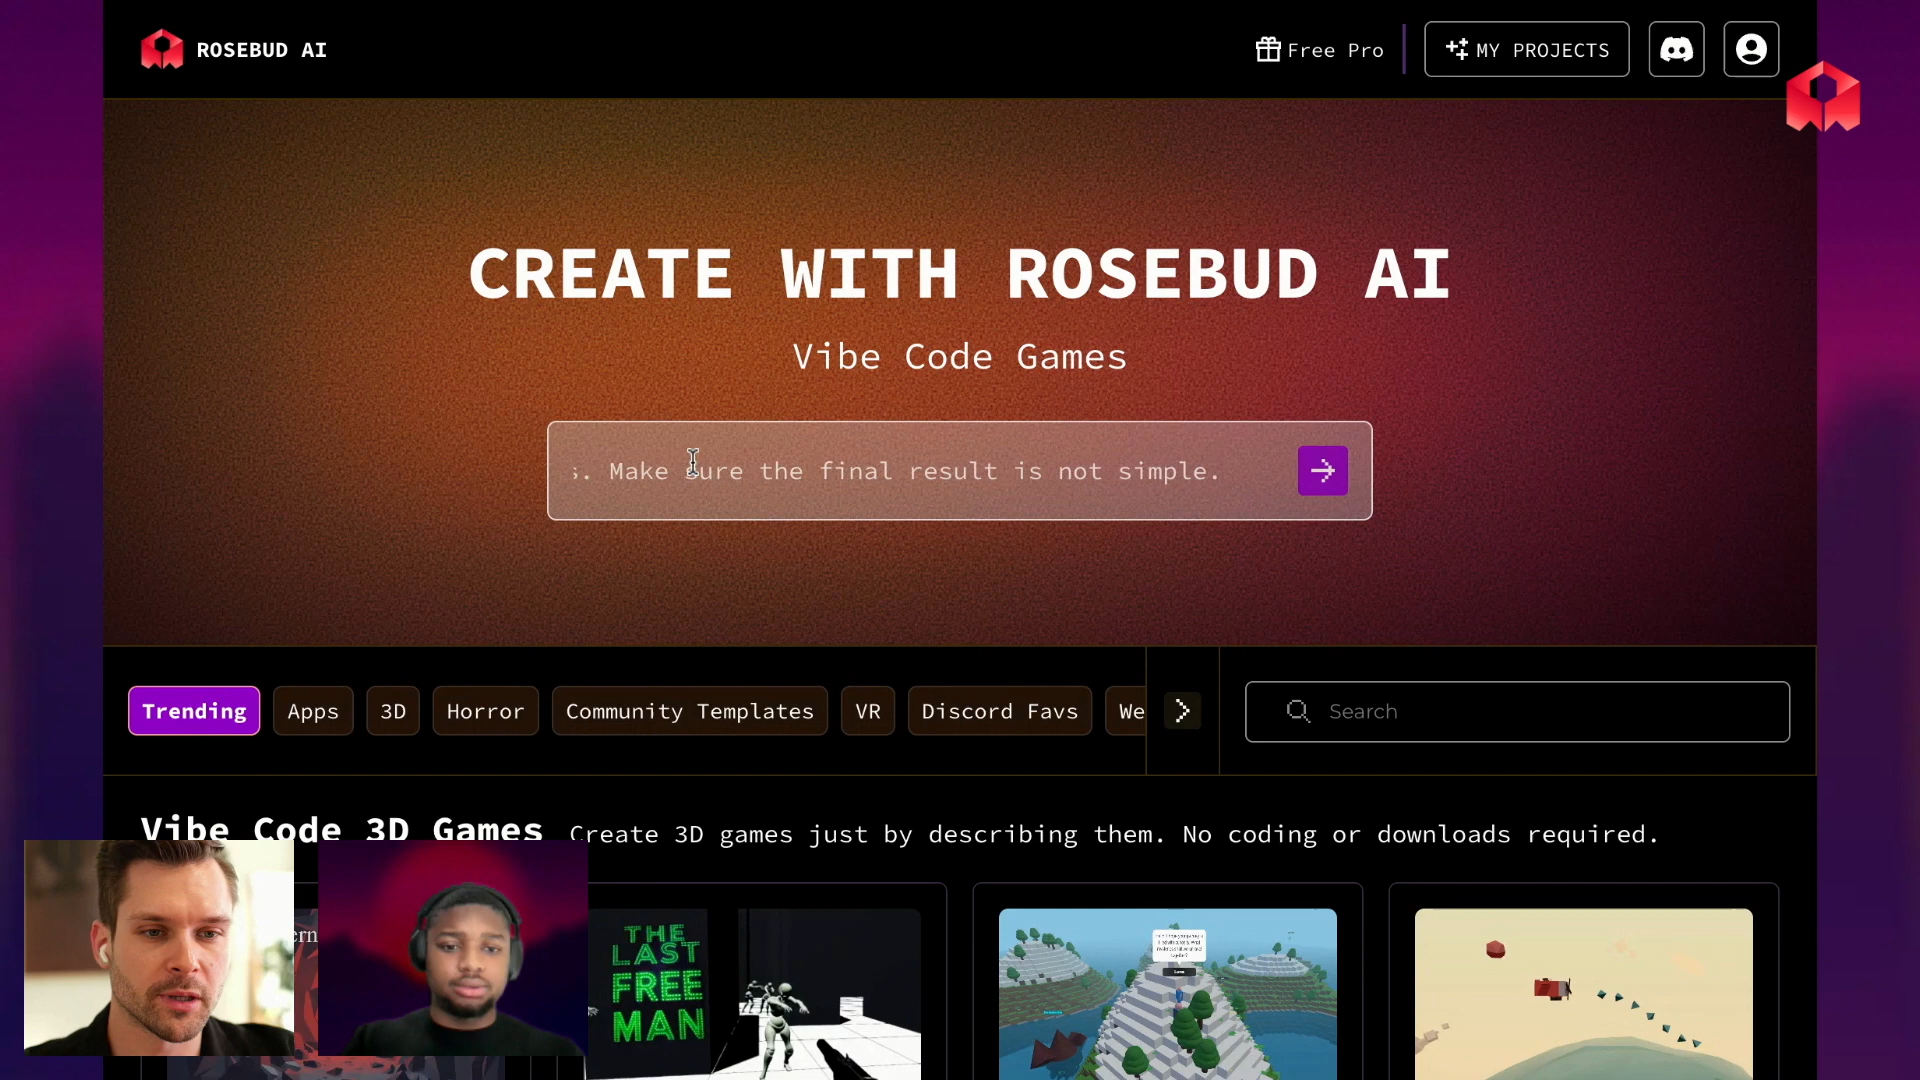 ROSEBUD AI
Free Pro
MY PROJECTS
CREATE WITH ROSEBUD AI
Vibe Code Games
s. Make sure the final result is not simple.
Trending
Apps
3D
Horror
Community Templates
VR
Discord Favs
We
Search
Vibe Code 3D Games
Create 3D games just by describing them. No coding or downloads required.
ern
THE
LAST
FREE
MAN